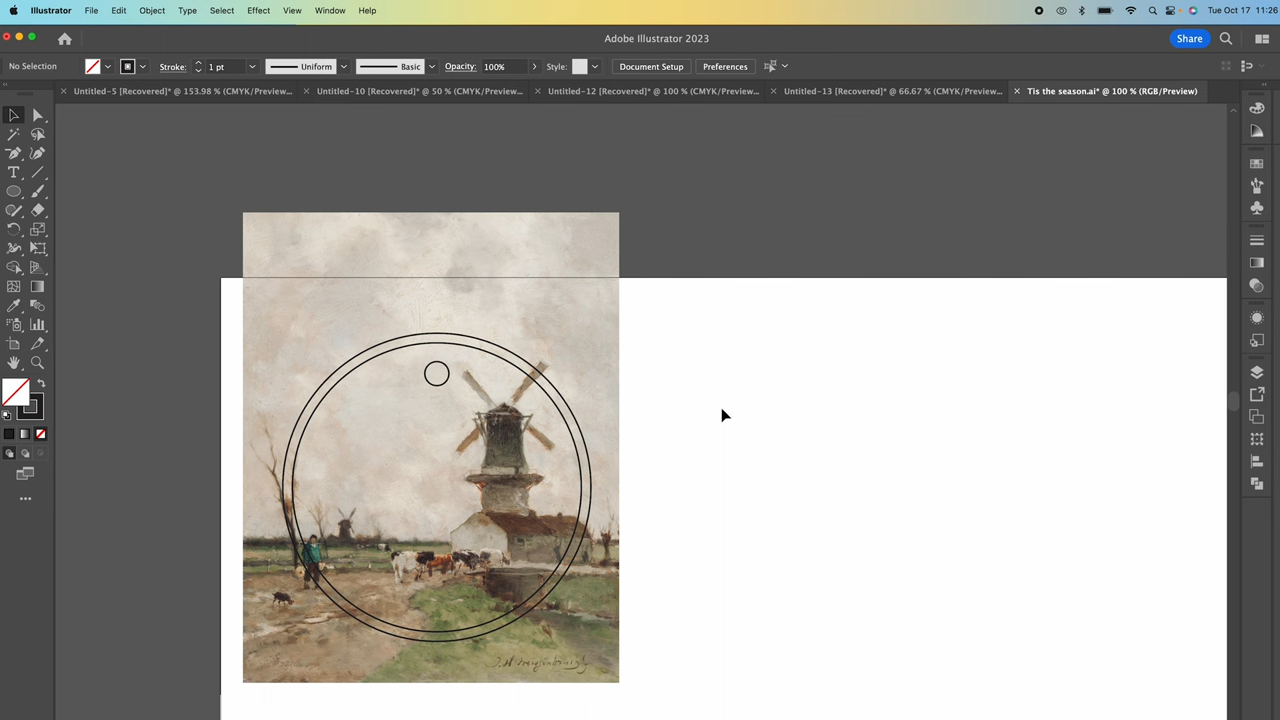 Illustrator File Edit Object Type Select Effect View Window Help Tue Oct 17 11:26
Adobe Illustrator 2023 Share
No Selection Stroke: 1 pt Uniform Basic Opacity: 100% Style: Document Setup Preferences
Untitled-5 [Recovered]* @ 153.98 % (CMYK/Preview... Untitled-10 [Recovered]* @ 50 % (CMYK/Preview... Untitled-12 [Recovered]* @ 100 % (CMYK/Preview... Untitled-13 [Recovered]* @ 66.67 % (CMYK/Preview... Tis the season.ai* @ 100 % (RGB/Preview)